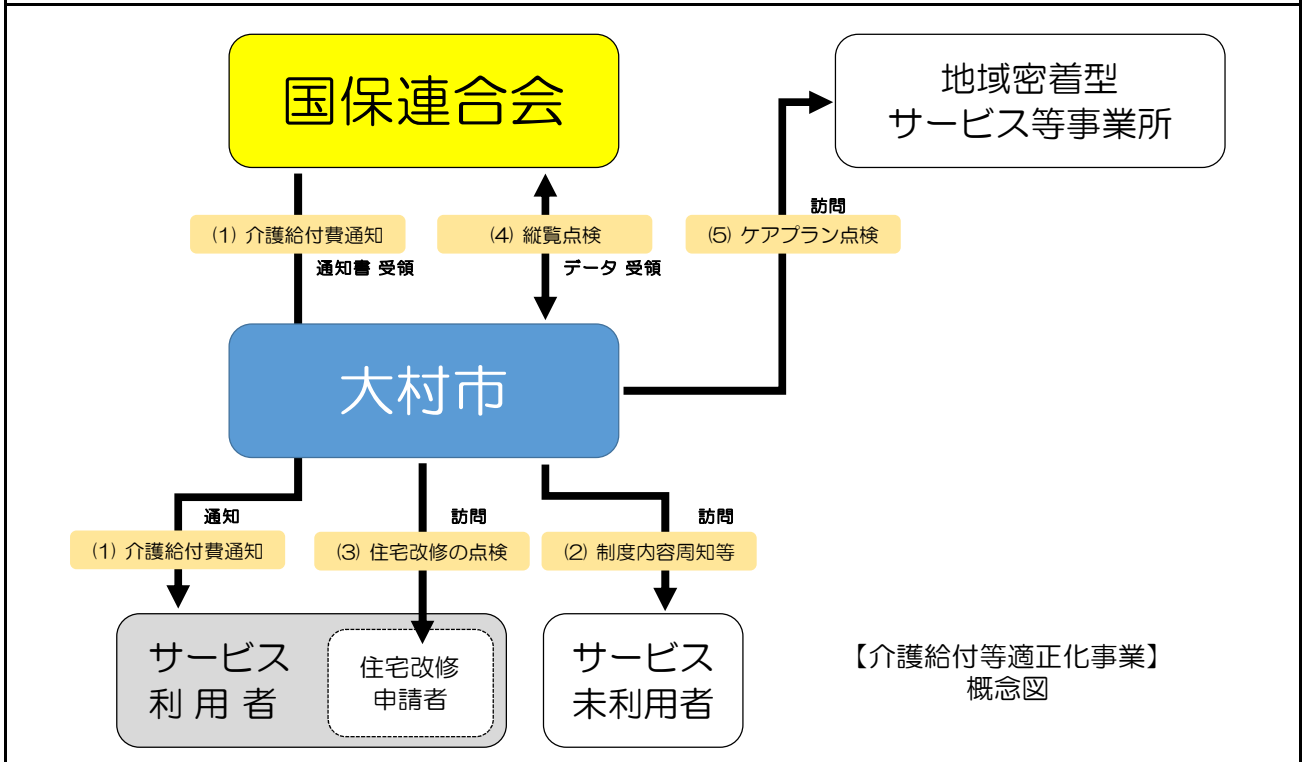 国保連合会
地域密着型
サービス等事業所
訪問
(1) 介護給付費通知
(4) 縦覧点検
(5) ケアプラン点検
通知書 受領
データ 受領
大村市
通知
訪問
訪問
(1) 介護給付費通知
(3) 住宅改修の点検
(2) 制度内容周知等
サービス
利 用 者
住宅改修
申請者
サービス
未利用者
【介護給付等適正化事業】
概念図